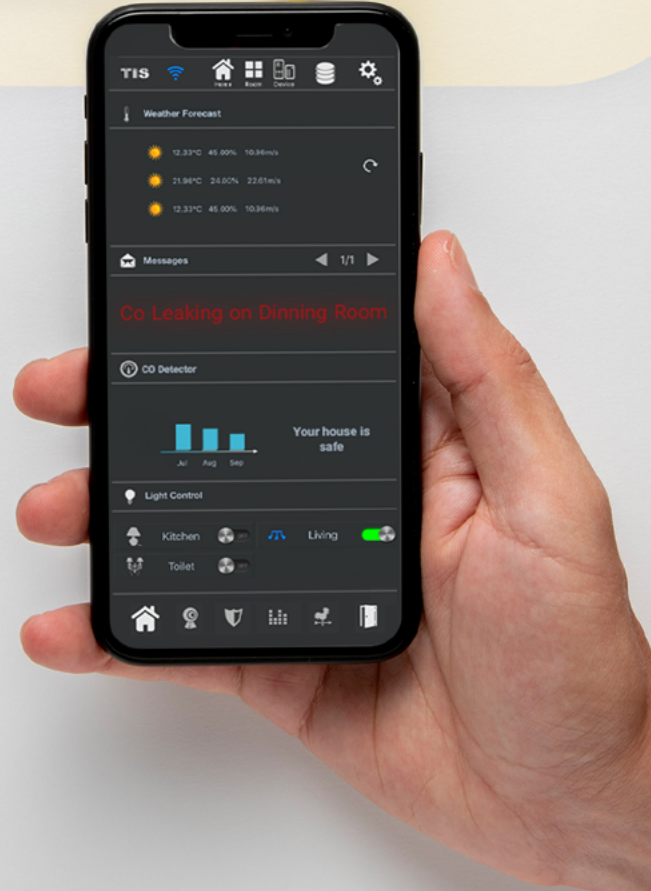 TIS
Home Room Device
Weather Forecast
12.33°C 45.00% 10.36m/s
21.96°C 24.00% 22.61m/s
12.33°C 45.00% 10.36m/s
Messages 1/1
Co Leaking on Dinning Room
CO Detector
Your house is
safe
Jul Aug Sep
Light Control
Kitchen OFF Living
Toilet OFF